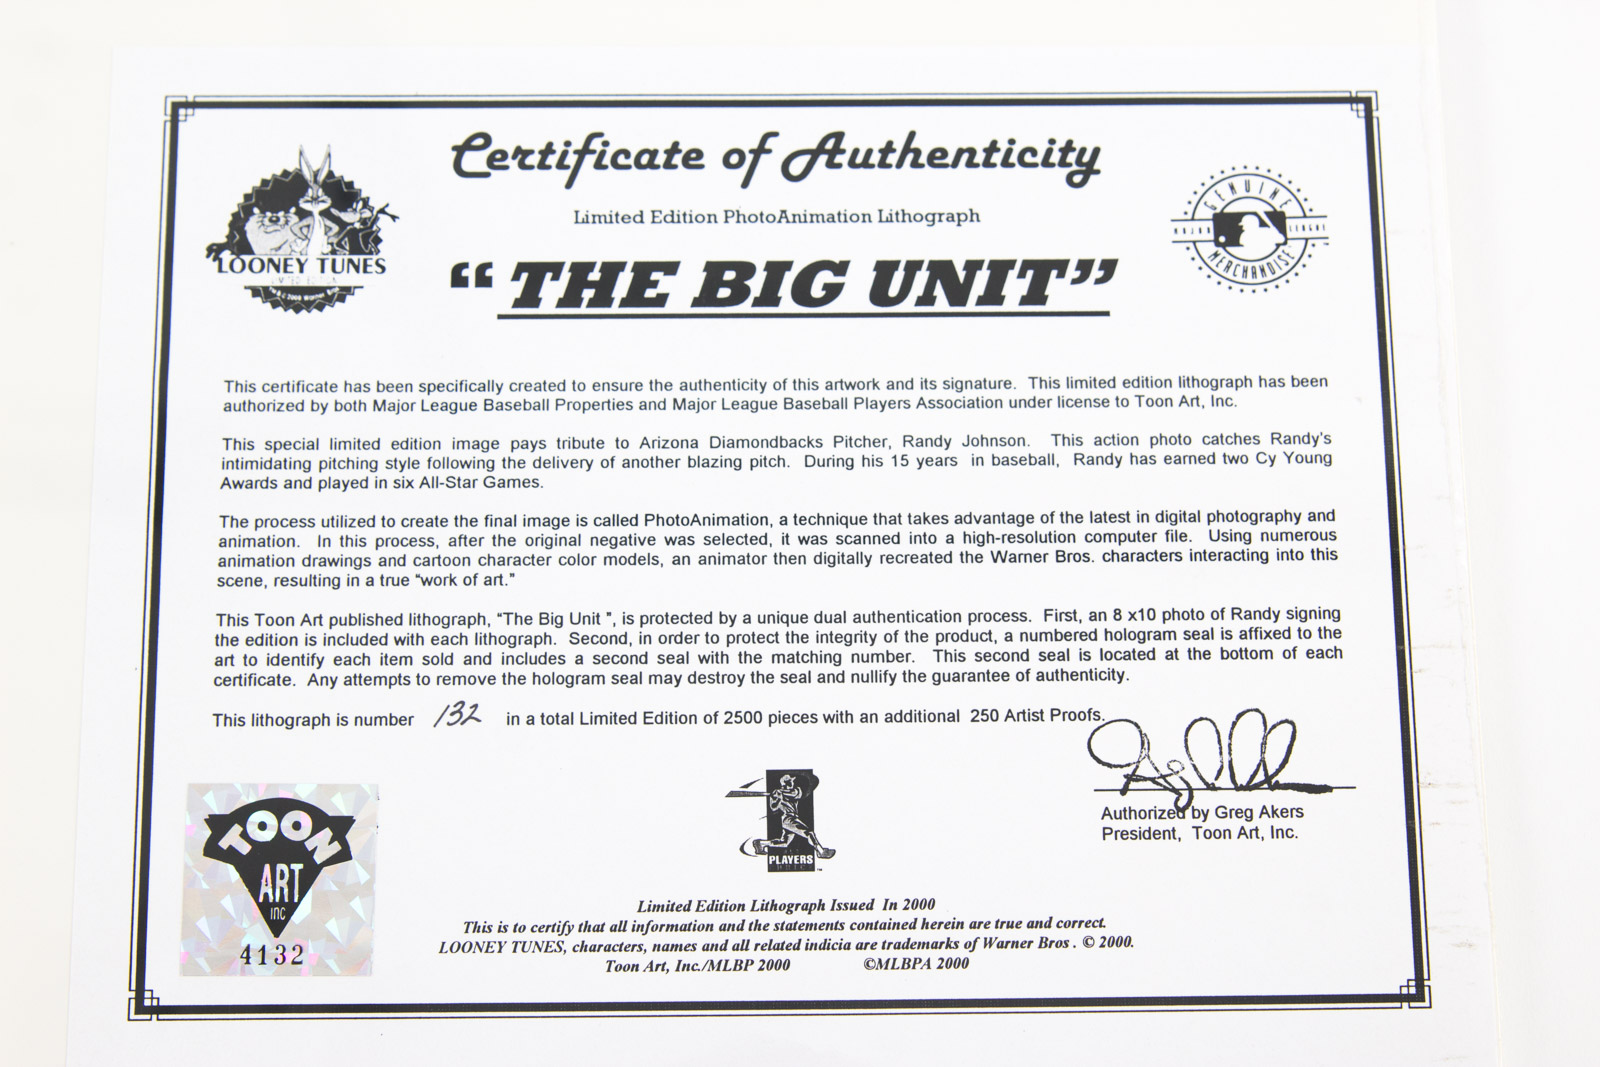 Certificate of Authenticity
Limited Edition PhotoAnimation Lithograph
“THE BIG UNIT”
LOONEY TUNES
GENUINE
MAJOR LEAGUE
MERCHANDISE
This certificate has been specifically created to ensure the authenticity of this artwork and its signature. This limited edition lithograph has been
authorized by both Major League Baseball Properties and Major League Baseball Players Association under license to Toon Art, Inc.
This special limited edition image pays tribute to Arizona Diamondbacks Pitcher, Randy Johnson. This action photo catches Randy's
intimidating pitching style following the delivery of another blazing pitch. During his 15 years in baseball, Randy has earned two Cy Young
Awards and played in six All-Star Games.
The process utilized to create the final image is called PhotoAnimation, a technique that takes advantage of the latest in digital photography and
animation. In this process, after the original negative was selected, it was scanned into a high-resolution computer file. Using numerous
animation drawings and cartoon character color models, an animator then digitally recreated the Warner Bros. characters interacting into this
scene, resulting in a true “work of art.”
This Toon Art published lithograph, “The Big Unit ”, is protected by a unique dual authentication process. First, an 8 x10 photo of Randy signing
the edition is included with each lithograph. Second, in order to protect the integrity of the product, a numbered hologram seal is affixed to the
art to identify each item sold and includes a second seal with the matching number. This second seal is located at the bottom of each
certificate. Any attempts to remove the hologram seal may destroy the seal and nullify the guarantee of authenticity.
This lithograph is number 132 in a total Limited Edition of 2500 pieces with an additional 250 Artist Proofs.
Authorized by Greg Akers
President, Toon Art, Inc.
TOON
ART
INC
4132
PLAYERS
Limited Edition Lithograph Issued In 2000
This is to certify that all information and the statements contained herein are true and correct.
LOONEY TUNES, characters, names and all related indicia are trademarks of Warner Bros . © 2000.
Toon Art, Inc./MLBP 2000 ©MLBPA 2000